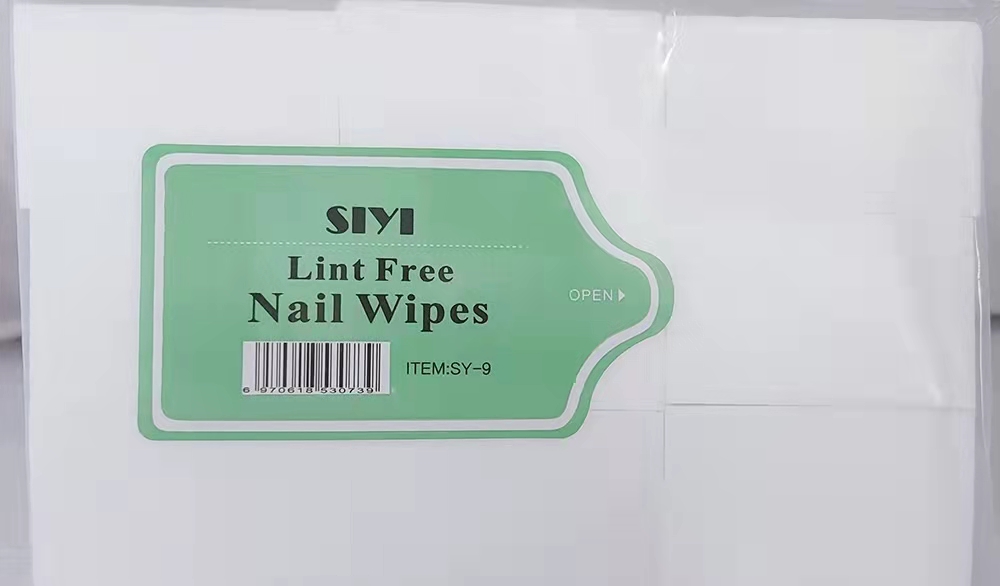 SIYI
Lint Free
Nail Wipes
OPEN
ITEM:SY-9
6 970618 530739